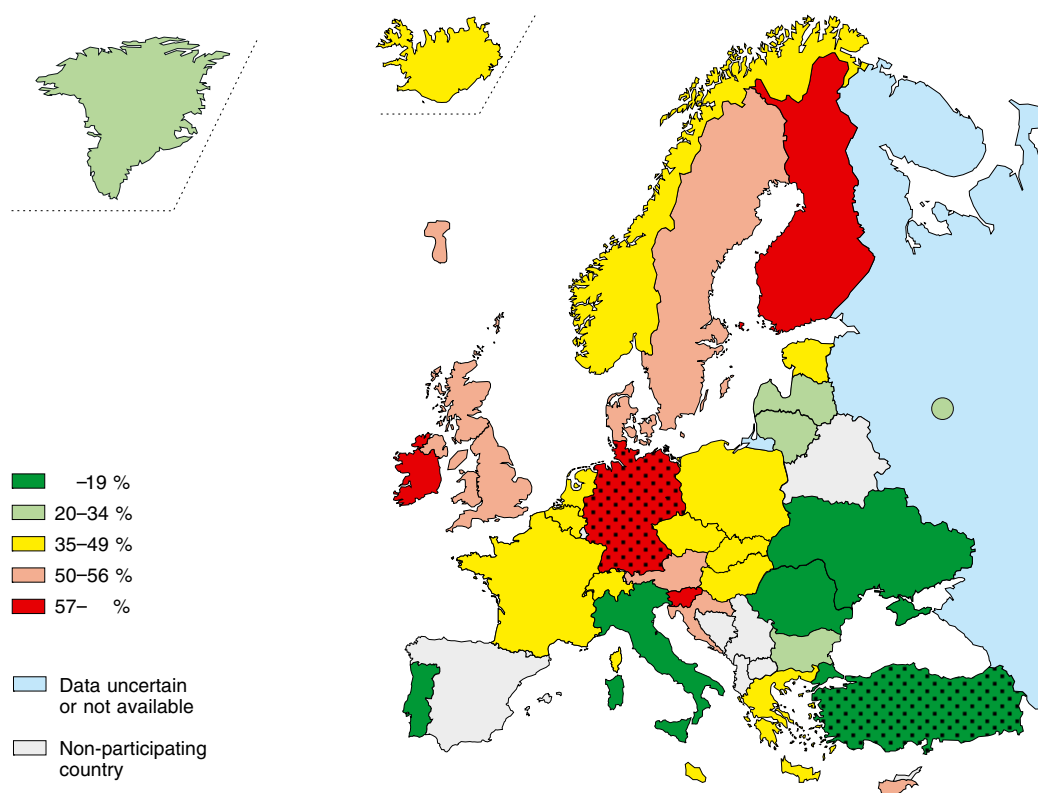 –19 %
20–34 %
35–49 %
50–56 %
57– %
Data uncertain
or not available
Non-participating
country